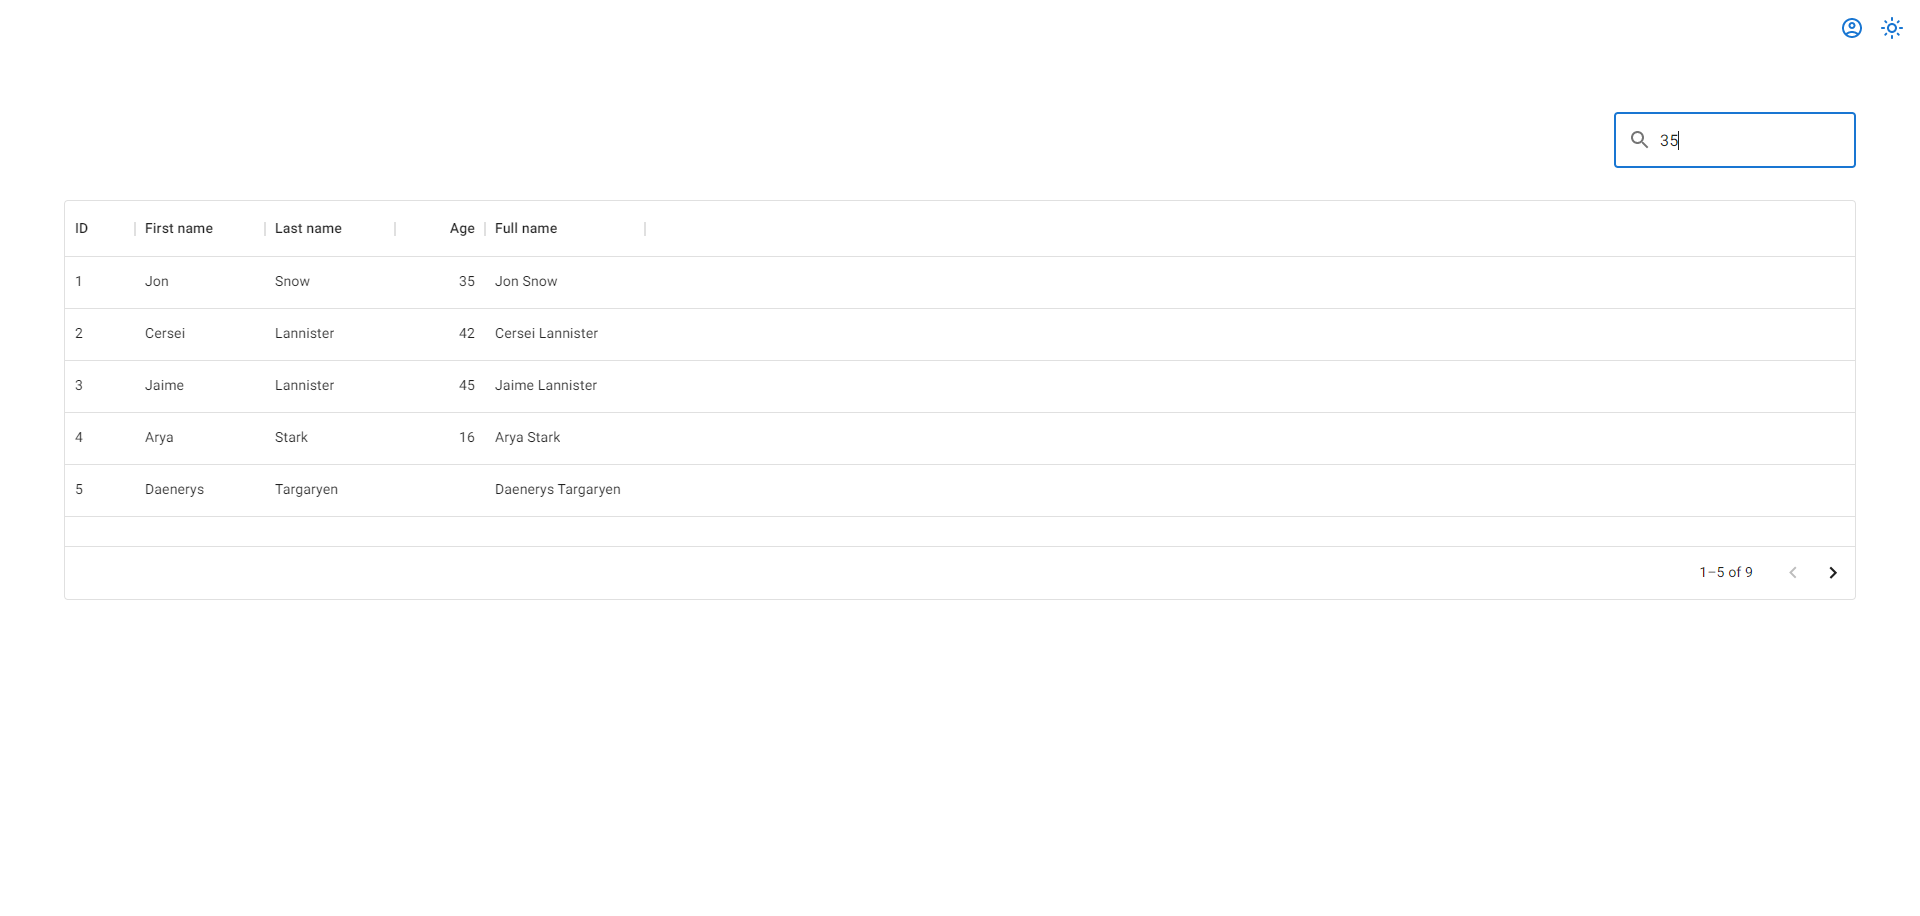 35
ID First name Last name Age Full name
1 Jon Snow 35 Jon Snow
2 Cersei Lannister 42 Cersei Lannister
3 Jaime Lannister 45 Jaime Lannister
4 Arya Stark 16 Arya Stark
5 Daenerys Targaryen Daenerys Targaryen
1–5 of 9